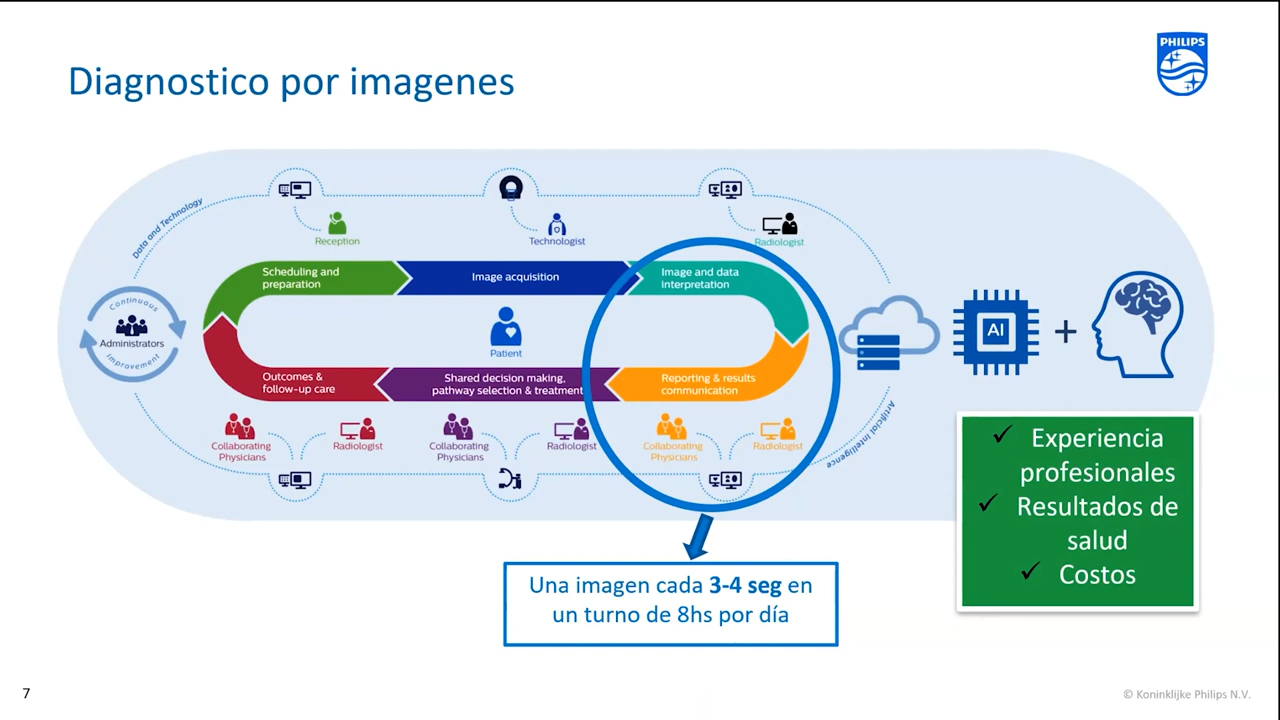 PHILIPS
Diagnostico por imagenes
Data and Technology
Reception
Technologist
Radiologist
Scheduling and
preparation
Image acquisition
Image and data
interpretation
Continuous
Administrators
Improvement
Patient
AI
+
Outcomes &
follow-up care
Shared decision making,
pathway selection & treatment
Reporting & results
communication
Collaborating
Physicians
Radiologist
Collaborating
Physicians
Radiologist
Collaborating
Physicians
Radiologist
Artificial Intelligence
✓ Experiencia
profesionales
✓ Resultados de
salud
✓ Costos
Una imagen cada 3-4 seg en
un turno de 8hs por día
7
© Koninklijke Philips N.V.